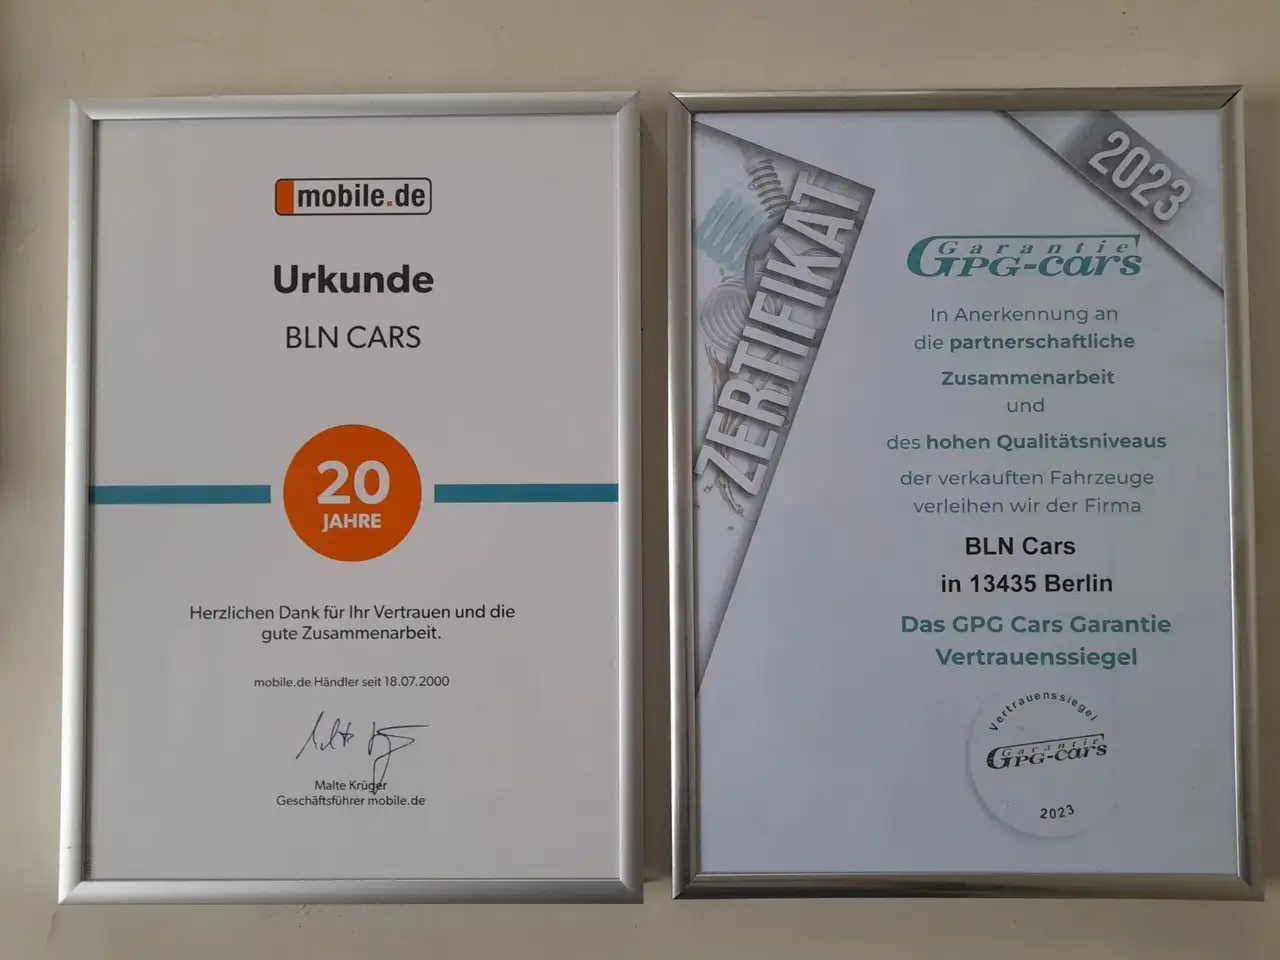 mobile.de
Urkunde
BLN CARS
20
JAHRE
Herzlichen Dank für Ihr Vertrauen und die
gute Zusammenarbeit.
mobile.de Händler seit 18.07.2000
Malte Krüger
Geschäftsführer mobile.de
ZERTIFIKAT
2023
Garantie
GPG-cars
In Anerkennung an
die partnerschaftliche
Zusammenarbeit
und
des hohen Qualitätsniveaus
der verkauften Fahrzeuge
verleihen wir der Firma
BLN Cars
in 13435 Berlin
Das GPG Cars Garantie
Vertrauenssiegel
Vertrauenssiegel
Garantie
GPG-cars
2023